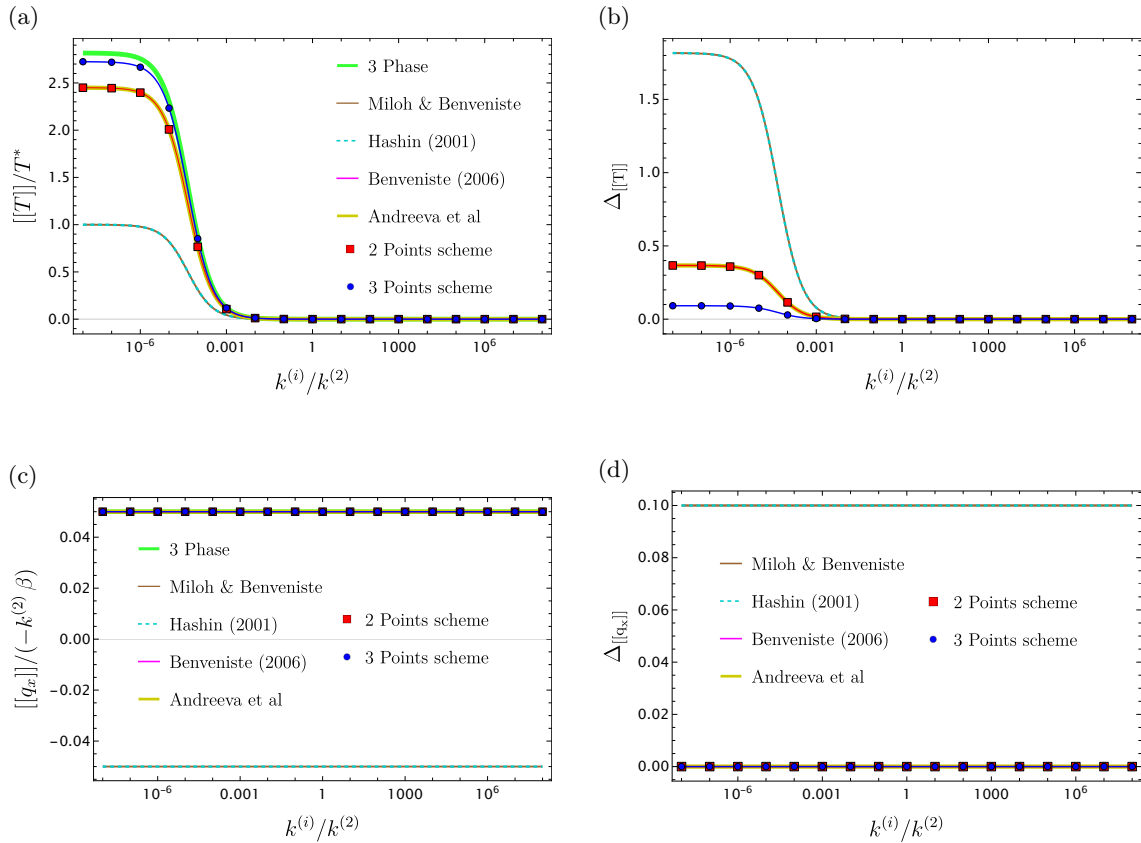 (a)
[[T]]/T*
2.5
2.0
1.5
1.0
0.5
0.0
3 Phase
Miloh & Benveniste
Hashin (2001)
Benveniste (2006)
Andreeva et al
2 Points scheme
3 Points scheme
10⁻⁶
0.001
1
1000
10⁶
k⁽ⁱ⁾/k⁽²⁾
(b)
Δ[[T]]
1.5
1.0
0.5
0.0
10⁻⁶
0.001
1
1000
10⁶
k⁽ⁱ⁾/k⁽²⁾
(c)
[[qₓ]]/(−k⁽²⁾ β)
0.04
0.02
0.00
−0.02
−0.04
3 Phase
Miloh & Benveniste
Hashin (2001)
Benveniste (2006)
Andreeva et al
2 Points scheme
3 Points scheme
10⁻⁶
0.001
1
1000
10⁶
k⁽ⁱ⁾/k⁽²⁾
(d)
Δ[[qₓ]]
0.10
0.08
0.06
0.04
0.02
0.00
Miloh & Benveniste
Hashin (2001)
Benveniste (2006)
Andreeva et al
2 Points scheme
3 Points scheme
10⁻⁶
0.001
1
1000
10⁶
k⁽ⁱ⁾/k⁽²⁾